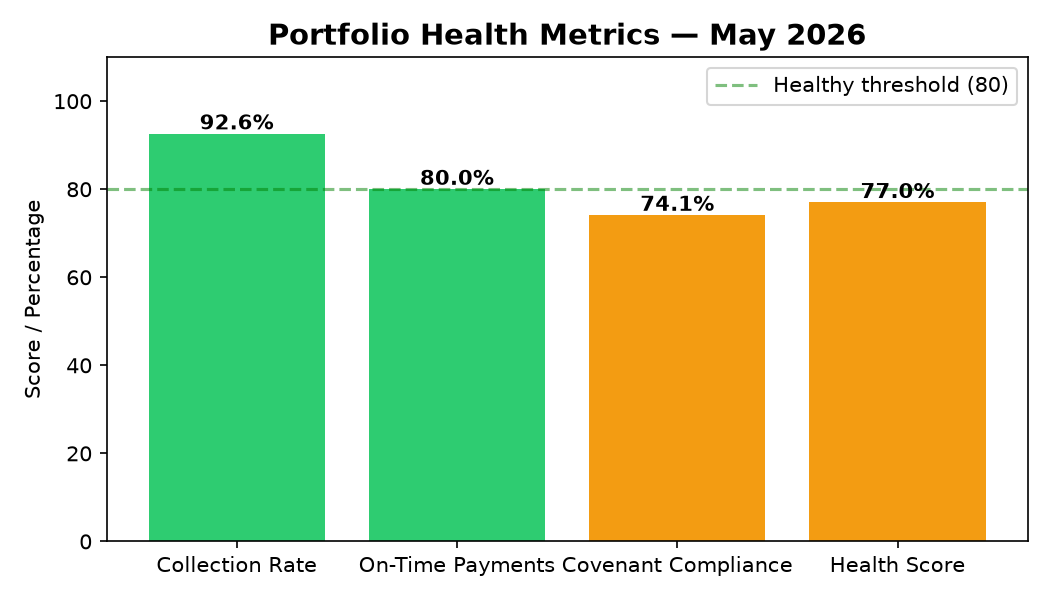 Portfolio Health Metrics — May 2026
Healthy threshold (80)
Score / Percentage
100
80
60
40
20
0
92.6%
80.0%
74.1%
77.0%
Collection Rate
On-Time Payments
Covenant Compliance
Health Score